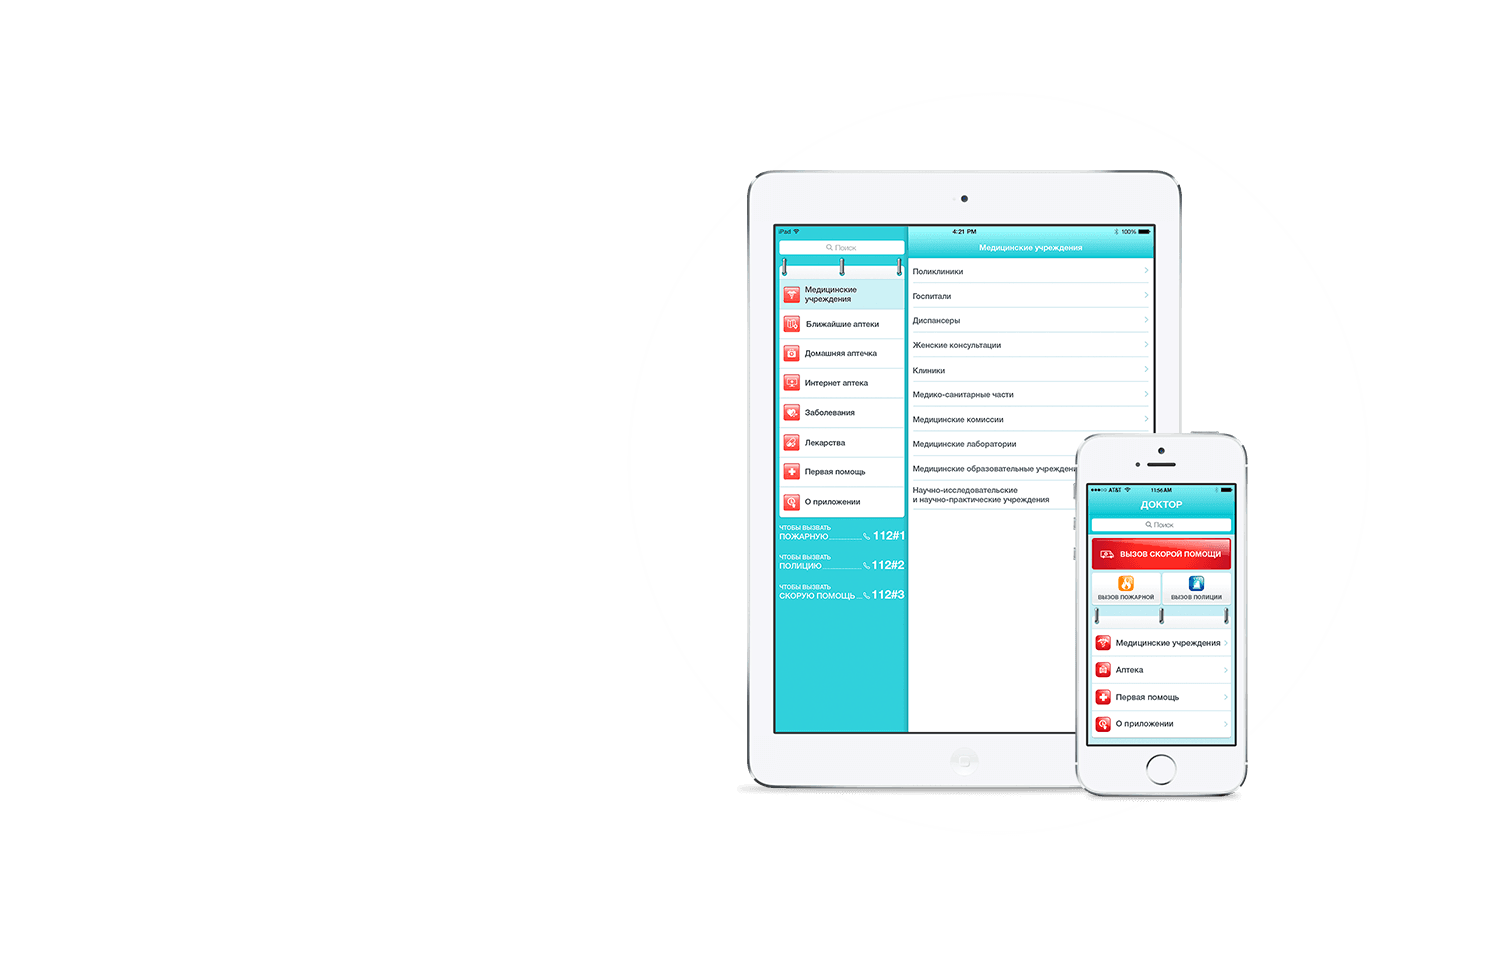 iPad
4:21 PM
100%
Поиск
Медицинские учреждения
Медицинские
учреждения
Ближайшие аптеки
Домашняя аптечка
Интернет аптека
Заболевания
Лекарства
Первая помощь
О приложении
ЧТОБЫ ВЫЗВАТЬ
ПОЖАРНУЮ 112#1
ЧТОБЫ ВЫЗВАТЬ
ПОЛИЦИЮ 112#2
ЧТОБЫ ВЫЗВАТЬ
СКОРУЮ ПОМОЩЬ 112#3
Поликлиники
Госпитали
Диспансеры
Женские консультации
Клиники
Медико-санитарные части
Медицинские комиссии
Медицинские лаборатории
Медицинские образовательные учрежден
Научно-исследовательские
и научно-практические учреждения
AT&T 11:56 AM
ДОКТОР
Поиск
ВЫЗОВ СКОРОЙ ПОМОЩИ
ВЫЗОВ ПОЖАРНОЙ
ВЫЗОВ ПОЛИЦИИ
Медицинские учреждения
Аптека
Первая помощь
О приложении